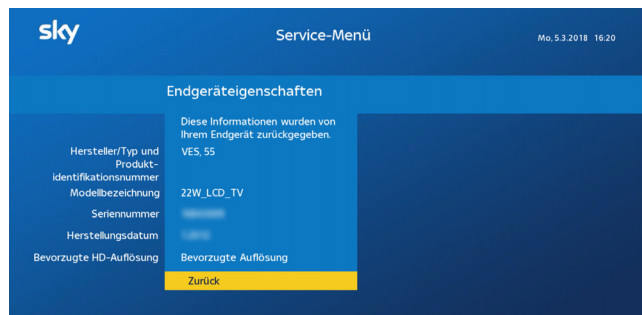 sky
Service-Menü
Mo, 5.3.2018 16:20
Endgeräteigenschaften
Diese Informationen wurden von
Ihrem Endgerät zurückgegeben.
Hersteller/Typ und
Produkt-
identifikationsnummer
VES, 55
Modellbezeichnung
22W_LCD_TV
Seriennummer
Herstellungsdatum
Bevorzugte HD-Auflösung
Bevorzugte Auflösung
Zurück